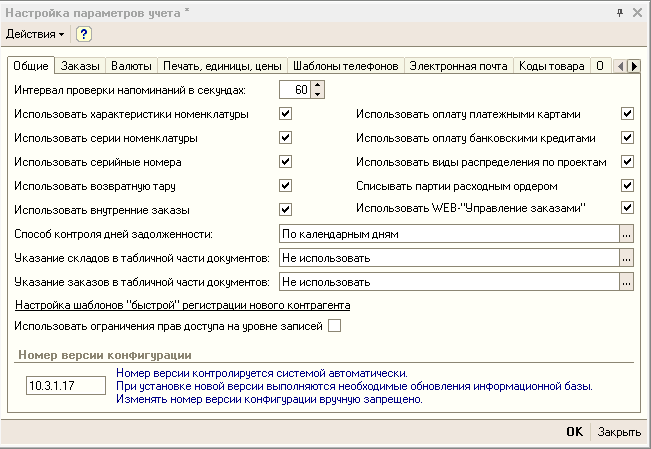 Настройка параметров учета *
Действия
Общие Заказы Валюты Печать, единицы, цены Шаблоны телефонов Электронная почта Коды товара О
Интервал проверки напоминаний в секундах: 60
Использовать характеристики номенклатуры Использовать оплату платежными картами
Использовать серии номенклатуры Использовать оплату банковскими кредитами
Использовать серийные номера Использовать виды распределения по проектам
Использовать возвратную тару Списывать партии расходным ордером
Использовать внутренние заказы Использовать WEB-"Управление заказами"
Способ контроля дней задолженности: По календарным дням ...
Указание складов в табличной части документов: Не использовать ...
Указание заказов в табличной части документов: Не использовать ...
Настройка шаблонов "быстрой" регистрации нового контрагента
Использовать ограничения прав доступа на уровне записей
Номер версии конфигурации
10.3.1.17
Номер версии контролируется системой автоматически.
При установке новой версии выполняются необходимые обновления информационной базы.
Изменять номер версии конфигурации вручную запрещено.
OK Закрыть